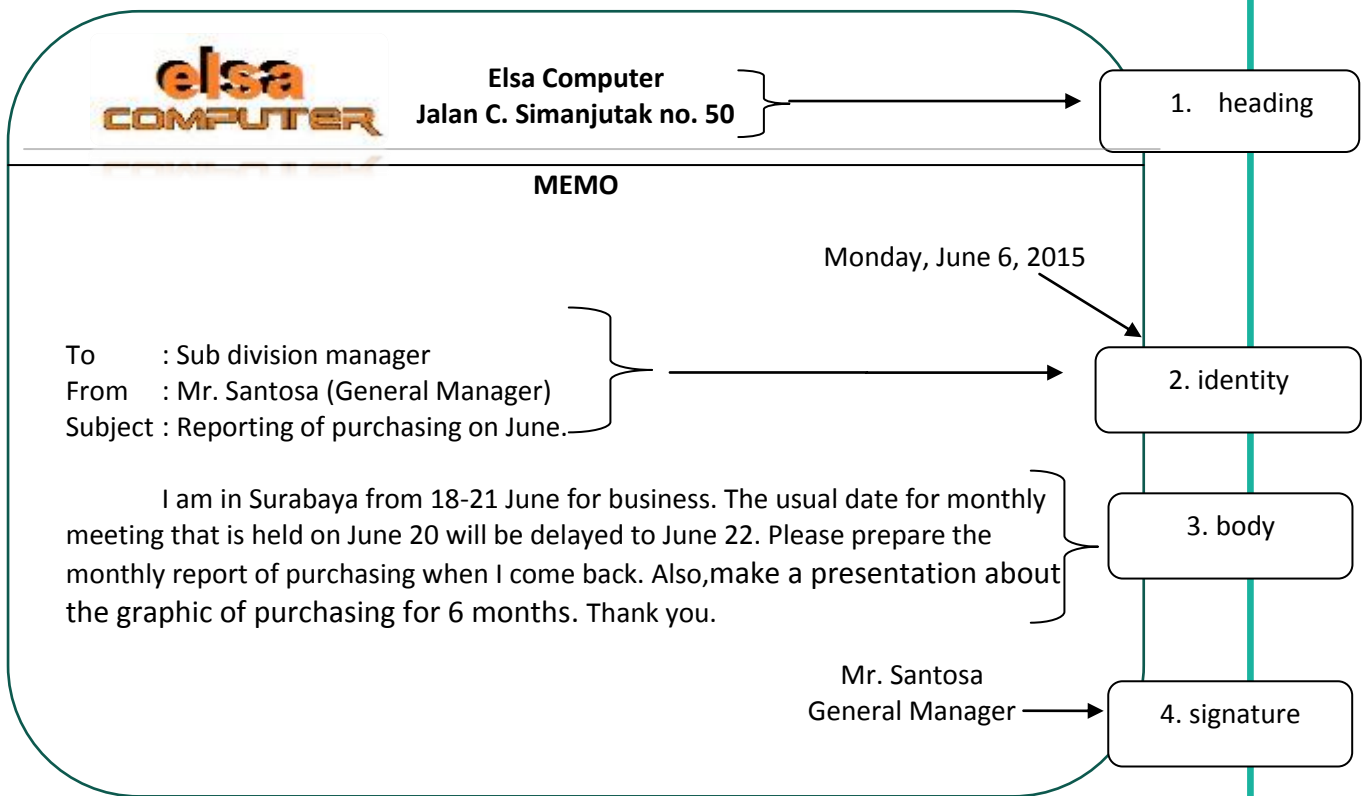 elsa
COMPUTER
Elsa Computer
Jalan C. Simanjutak no. 50
1. heading
MEMO
Monday, June 6, 2015
To : Sub division manager
From : Mr. Santosa (General Manager)
Subject : Reporting of purchasing on June.
2. identity
I am in Surabaya from 18-21 June for business. The usual date for monthly
meeting that is held on June 20 will be delayed to June 22. Please prepare the
monthly report of purchasing when I come back. Also,make a presentation about
the graphic of purchasing for 6 months. Thank you.
3. body
Mr. Santosa
General Manager
4. signature